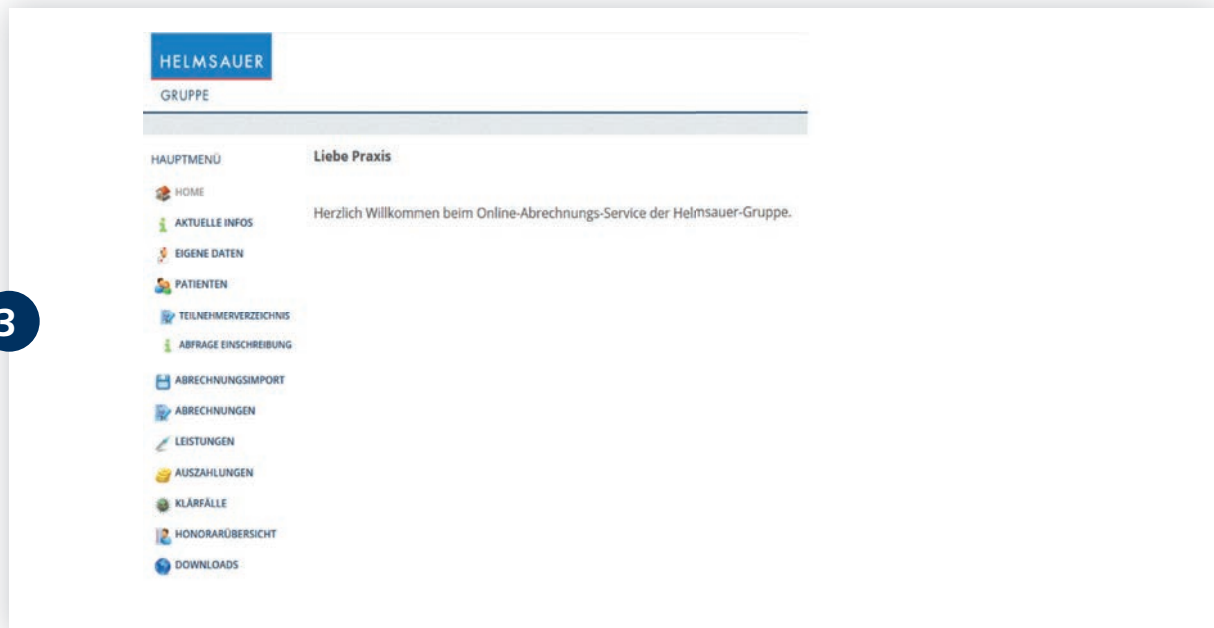 HELMSAUER
GRUPPE
HAUPTMENÜ
HOME
AKTUELLE INFOS
EIGENE DATEN
PATIENTEN
TEILNEHMERVERZEICHNIS
ABFRAGE EINSCHREIBUNG
ABRECHNUNGSIMPORT
ABRECHNUNGEN
LEISTUNGEN
AUSZAHLUNGEN
KLÄRFÄLLE
HONORARÜBERSICHT
DOWNLOADS
Liebe Praxis
Herzlich Willkommen beim Online-Abrechnungs-Service der Helmsauer-Gruppe.
3